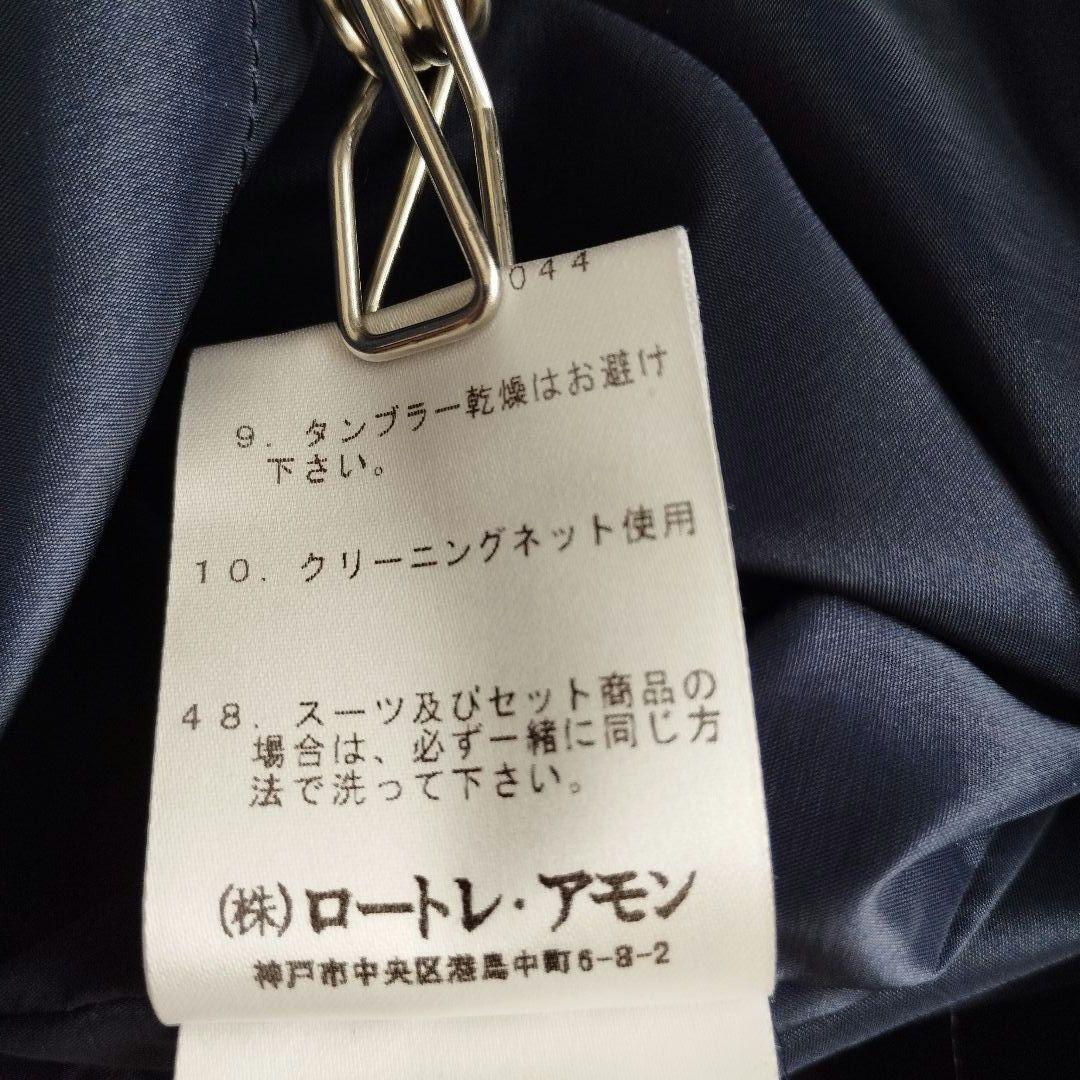 044
9. タンブラー乾燥はお避け
下さい。
10. クリーニングネット使用
48. スーツ及びセット商品の
場合は、必ず一緒に同じ方
法で洗って下さい。
(株)ロートレ・アモン
神戸市中央区港島中町6-8-2